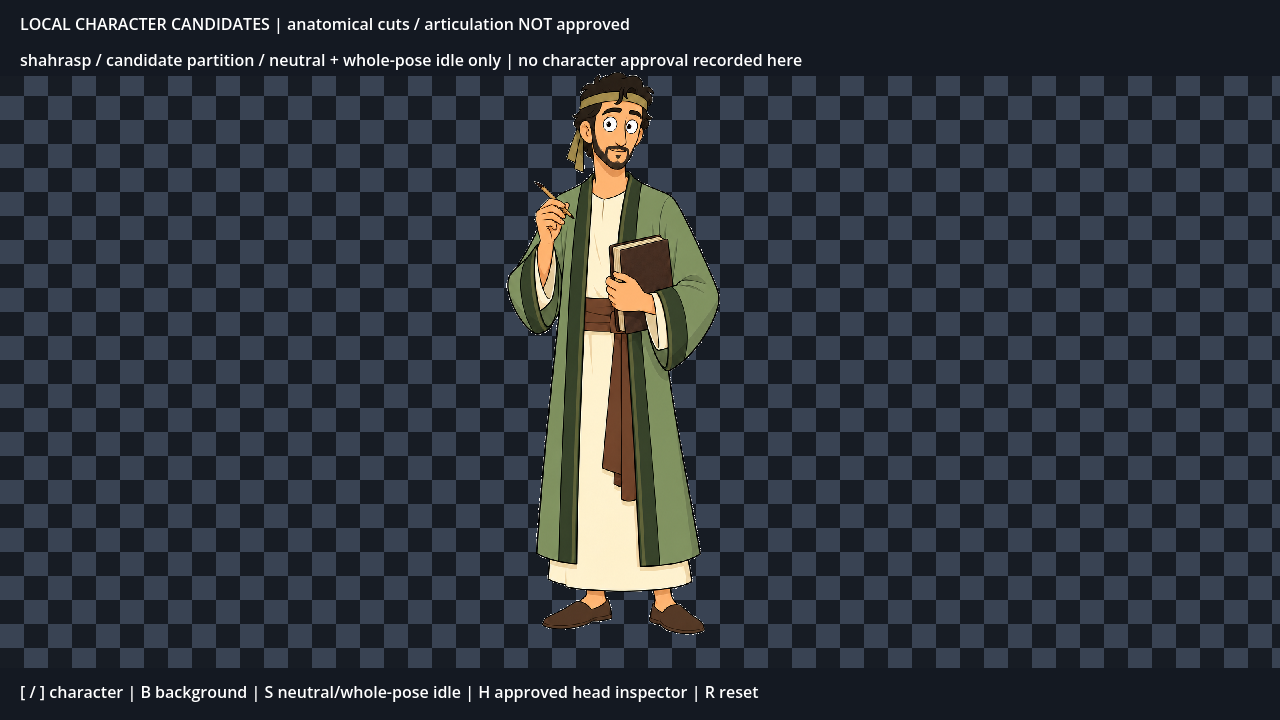 LOCAL CHARACTER CANDIDATES | anatomical cuts / articulation NOT approved
shahrasp / candidate partition / neutral + whole-pose idle only | no character approval recorded here
[ / ] character | B background | S neutral/whole-pose idle | H approved head inspector | R reset